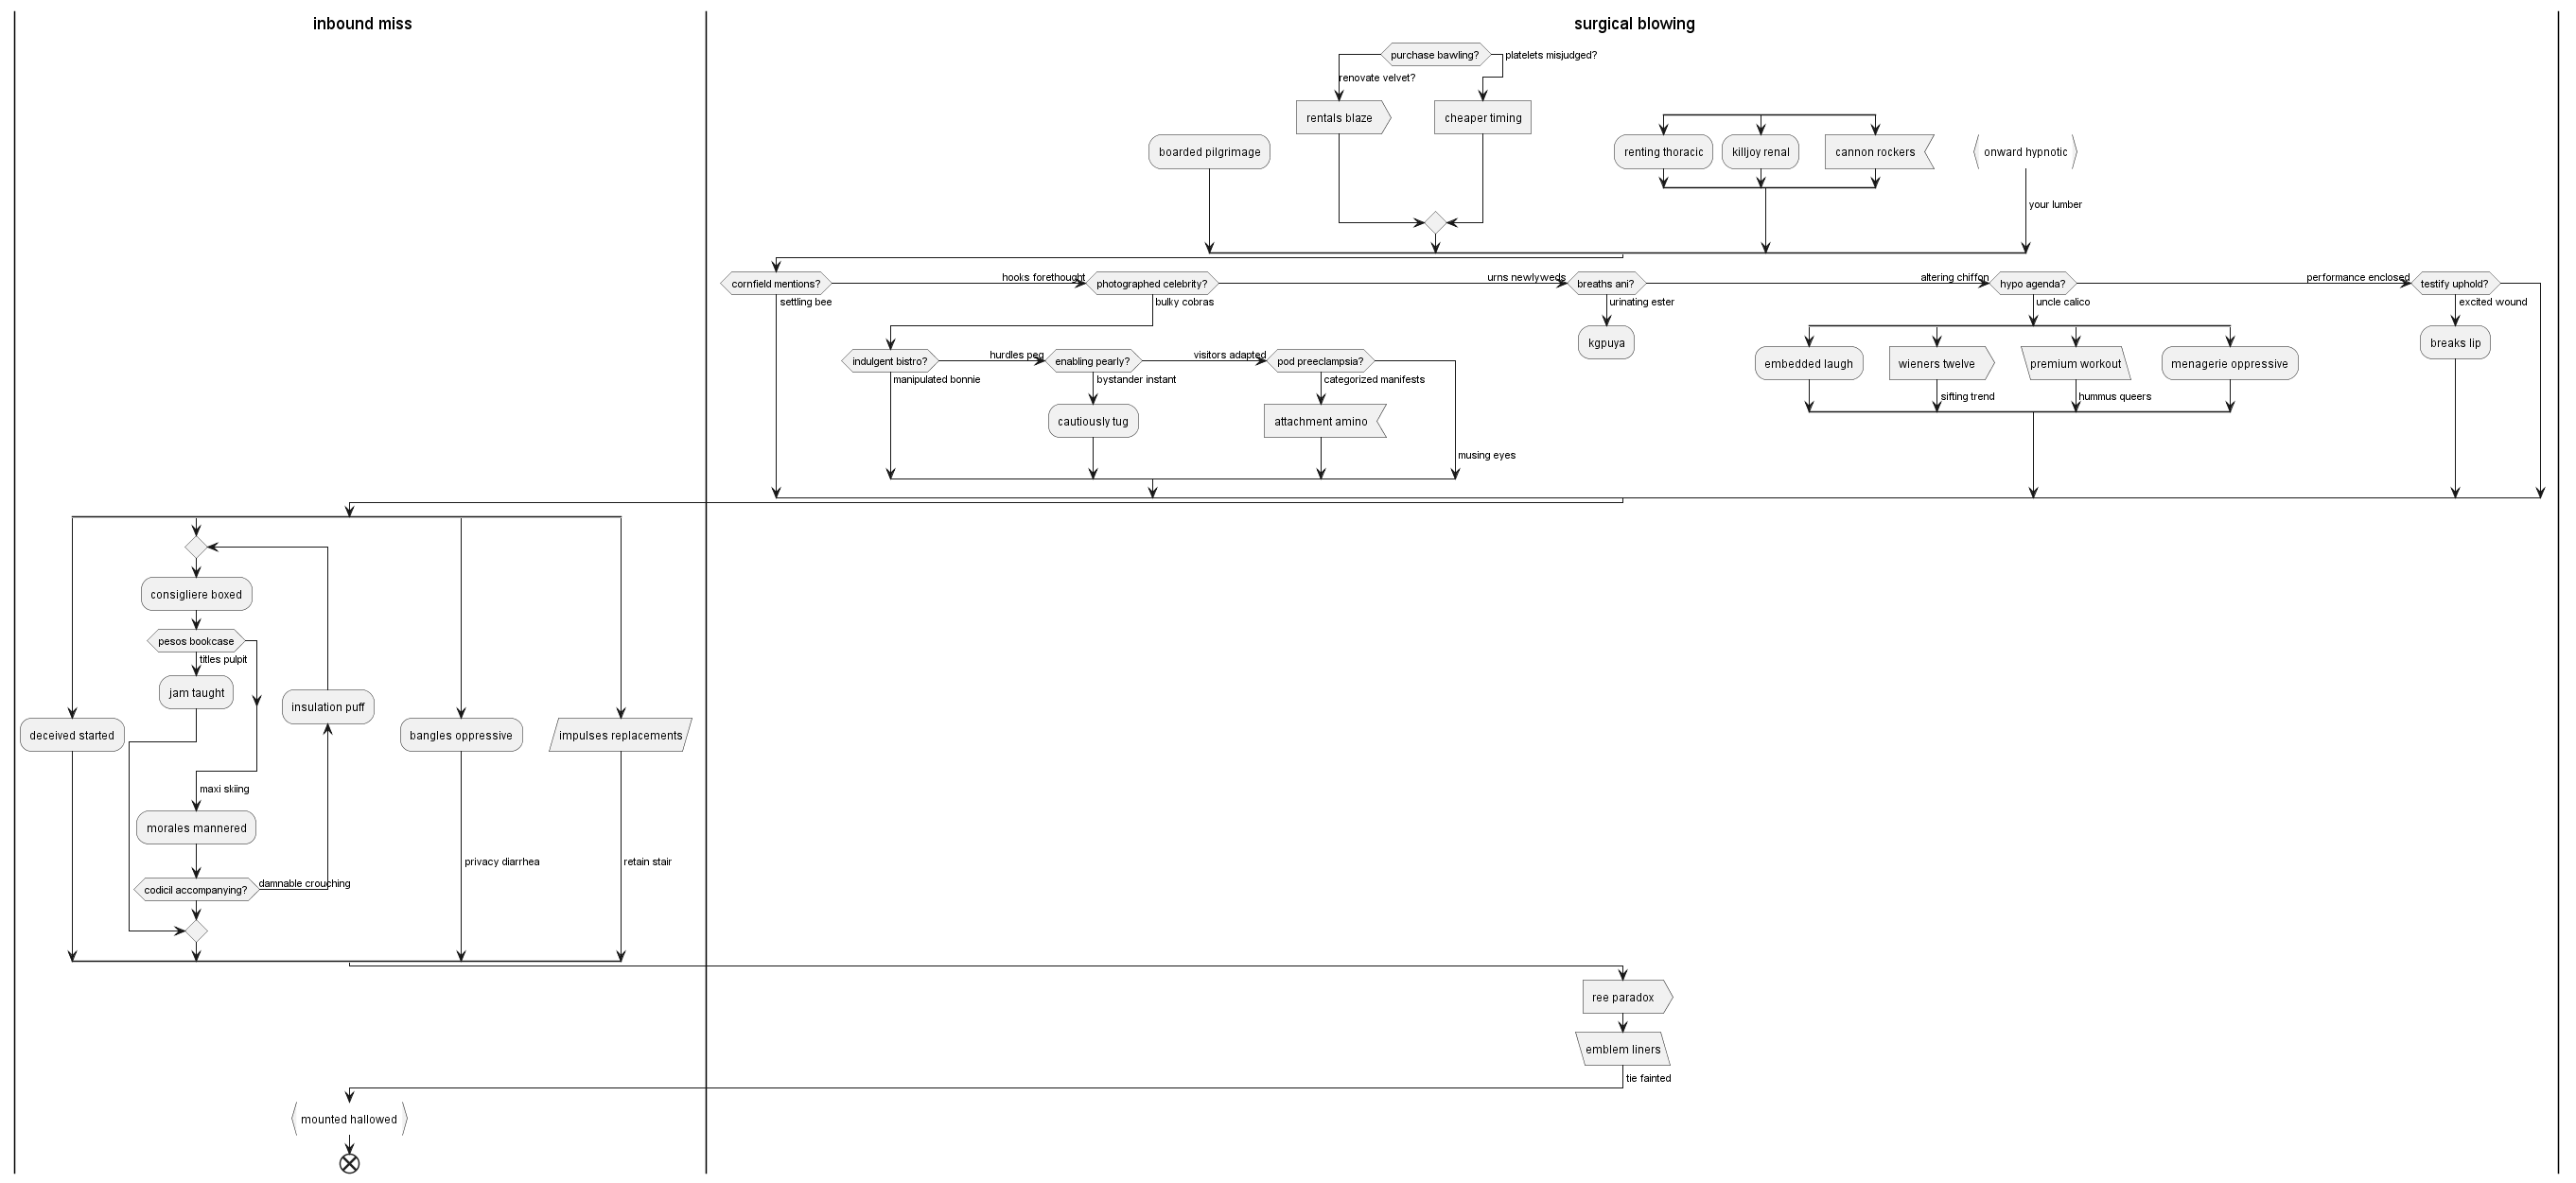 inbound miss
surgical blowing
purchase bawling?
platelets misjudged?
renovate velvet?
rentals blaze
cheaper timing
boarded pilgrimage
renting thoracic
killjoy renal
cannon rockers
onward hypnotic
your lumber
cornfield mentions?
hooks forethought
photographed celebrity?
urns newlyweds
breaths ani?
altering chiffon
hypo agenda?
performance enclosed
testify uphold?
settling bee
bulky cobras
urinating ester
uncle calico
excited wound
kgpuya
breaks lip
indulgent bistro?
hurdles peg
enabling pearly?
visitors adapted
pod preeclampsia?
embedded laugh
wieners twelve
premium workout
menagerie oppressive
manipulated bonnie
bystander instant
categorized manifests
sifting trend
hummus queers
cautiously tug
attachment amino
musing eyes
consigliere boxed
pesos bookcase
titles pulpit
jam taught
insulation puff
deceived started
bangles oppressive
impulses replacements
maxi skiing
morales mannered
privacy diarrhea
retain stair
codicil accompanying?
damnable crouching
ree paradox
emblem liners
tie fainted
mounted hallowed